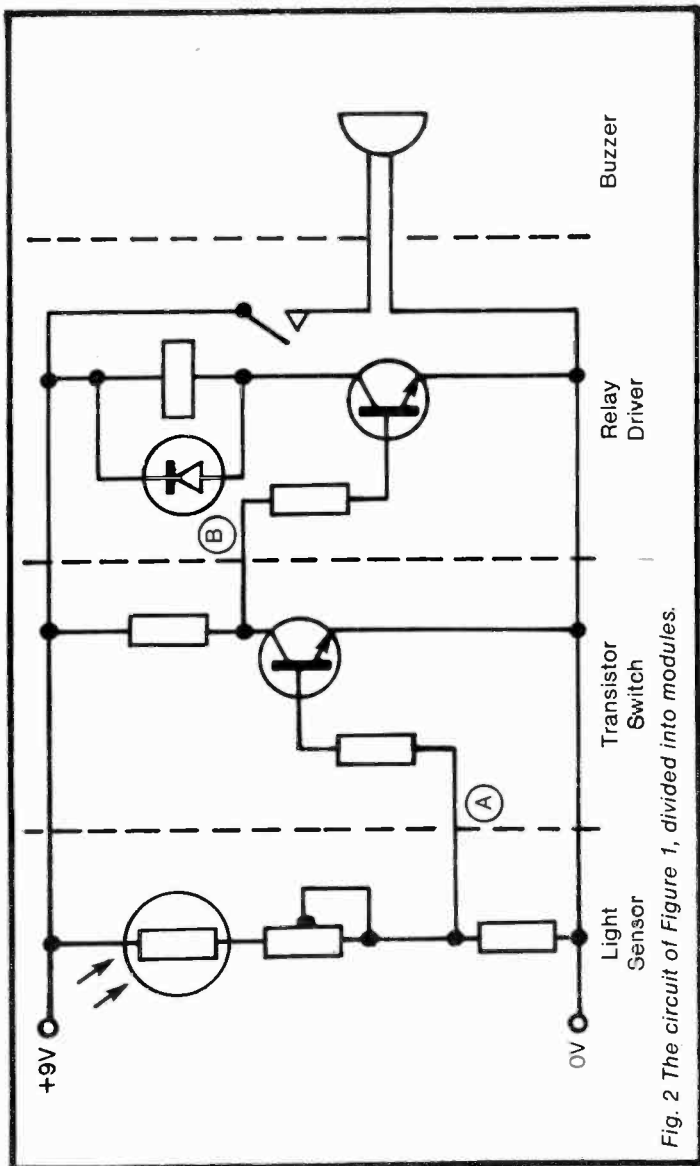 +9V
B
A
0V
Light
Sensor
Transistor
Switch
Relay
Driver
Buzzer
Fig. 2 The circuit of Figure 1, divided into modules.